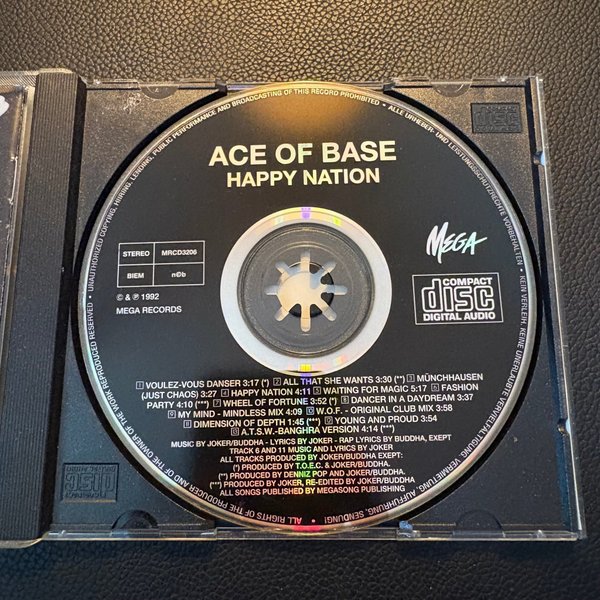 ACE OF BASE
HAPPY NATION
STEREO MRCD3206
BIEM n©b
© & ℗ 1992
MEGA RECORDS
MEGA
COMPACT
disc
DIGITAL AUDIO
1 VOULEZ-VOUS DANSER 3:17 (*) 2 ALL THAT SHE WANTS 3:30 (**) 3 MÜNCHHAUSEN
(JUST CHAOS) 3:27 4 HAPPY NATION 4:11 5 WAITING FOR MAGIC 5:17 6 FASHION
PARTY 4:10 (***) 7 WHEEL OF FORTUNE 3:52 (*) 8 DANCER IN A DAYDREAM 3:37
9 MY MIND - MINDLESS MIX 4:09 10 W.O.F. - ORIGINAL CLUB MIX 3:58
11 DIMENSION OF DEPTH 1:45 (***) 12 YOUNG AND PROUD 3:54
13 A.T.S.W.-BANGHRA VERSION 4:14 (***)
MUSIC BY JOKER/BUDDHA - LYRICS BY JOKER - RAP LYRICS BY BUDDHA, EXEPT
TRACK 6 AND 11 MUSIC AND LYRICS BY JOKER
ALL TRACKS PRODUCED BY JOKER/BUDDHA EXEPT:
(*) PRODUCED BY T.O.E.C. & JOKER/BUDDHA.
(**) PRODUCED BY DENNIZ POP AND JOKER/BUDDHA.
(***) PRODUCED BY JOKER, RE-EDITED BY JOKER/BUDDHA
ALL SONGS PUBLISHED BY MEGASONG PUBLISHING
• ALL RIGHTS OF THE PRODUCER AND OF THE OWNER OF THE WORK REPRODUCED RESERVED • UNAUTHORIZED COPYING, HIRING, LENDING, PUBLIC PERFORMANCE AND BROADCASTING OF THIS RECORD PROHIBITED • ALLE URHEBER- UND LEISTUNGSSCHUTZRECHTE VORBEHALTEN • KEIN VERLEIH, KEINE UNERLAUBTE VERVIELFÄLTIGUNG, VERMIETUNG, AUFFÜHRUNG, SENDUNG!
COMPACT
disc
DIGITAL AUDIO